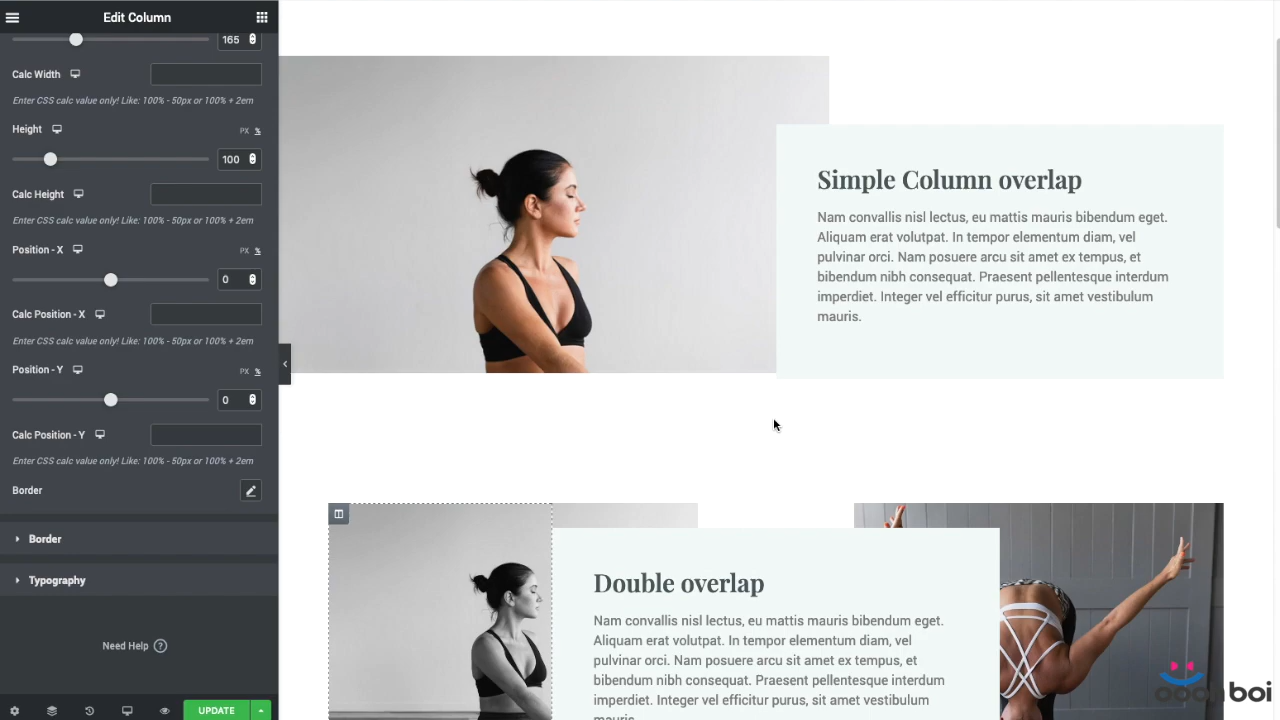 Edit Column
165
Calc Width
Enter CSS calc value only! Like: 100% - 50px or 100% + 2em
Height
PX %
100
Calc Height
Enter CSS calc value only! Like: 100% - 50px or 100% + 2em
Position - X
PX %
0
Calc Position - X
Enter CSS calc value only! Like: 100% - 50px or 100% + 2em
Position - Y
PX %
0
Calc Position - Y
Enter CSS calc value only! Like: 100% - 50px or 100% + 2em
Border
Border
Typography
Need Help ?
UPDATE
Simple Column overlap
Nam convallis nisl lectus, eu mattis mauris bibendum eget.
Aliquam erat volutpat. In tempor elementum diam, vel
pulvinar orci. Nam posuere arcu sit amet ex tempus, et
bibendum nibh consequat. Praesent pellentesque interdum
imperdiet. Integer vel efficitur purus, sit amet vestibulum
mauris.
Double overlap
Nam convallis nisl lectus, eu mattis mauris bibendum eget.
Aliquam erat volutpat. In tempor elementum diam, vel
pulvinar orci. Nam posuere arcu sit amet ex tempus, et
bibendum nibh consequat. Praesent pellentesque interdum
imperdiet. Integer vel efficitur purus, sit amet vestibulum
mauris
boi